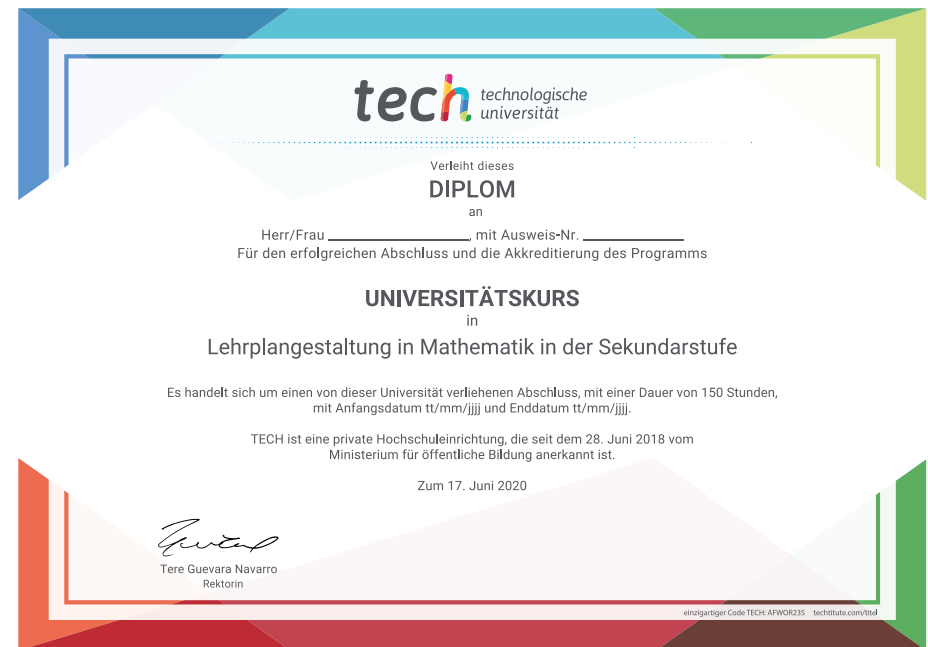 tech technologische
universität
Verleiht dieses
DIPLOM
an
Herr/Frau ____________________, mit Ausweis-Nr. ______________
Für den erfolgreichen Abschluss und die Akkreditierung des Programms
UNIVERSITÄTSKURS
in
Lehrplangestaltung in Mathematik in der Sekundarstufe
Es handelt sich um einen von dieser Universität verliehenen Abschluss, mit einer Dauer von 150 Stunden,
mit Anfangsdatum tt/mm/jjjj und Enddatum tt/mm/jjjj.
TECH ist eine private Hochschuleinrichtung, die seit dem 28. Juni 2018 vom
Ministerium für öffentliche Bildung anerkannt ist.
Zum 17. Juni 2020
Tere Guevara Navarro
Rektorin
einzigartiger Code TECH: AFWOR23S techtitute.com/titel